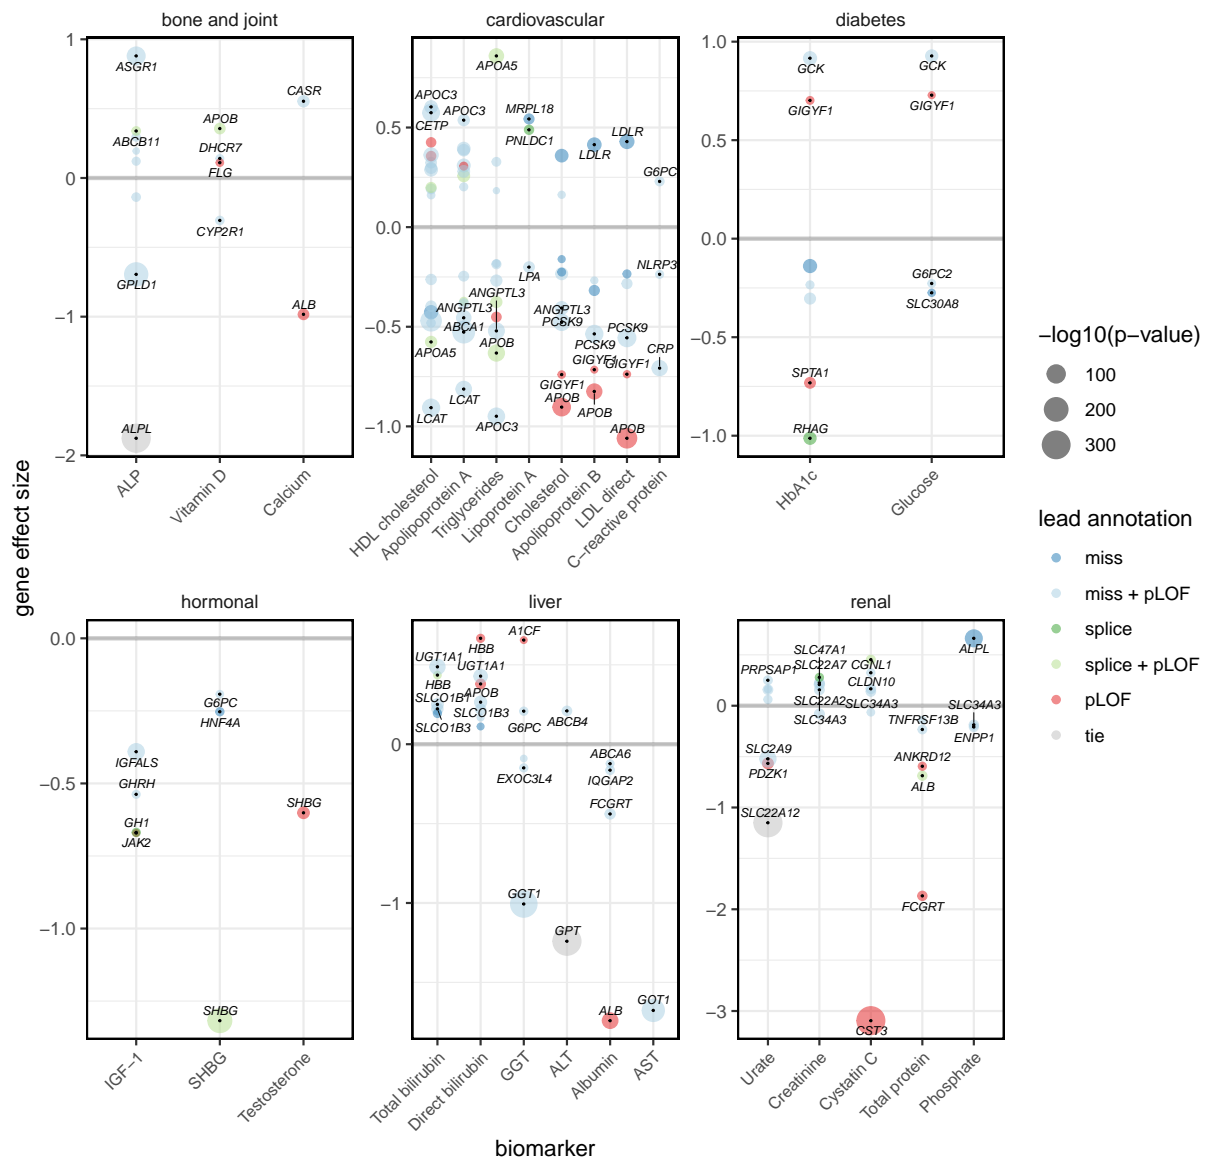 bone and joint
cardiovascular
diabetes
1
0
−1
−2
ASGR1
ABCB11
GPLD1
ALPL
APOB
DHCR7
FLG
CYP2R1
CASR
ALB
ALP
Vitamin D
Calcium
0.5
0.0
−0.5
−1.0
APOC3
CETP
APOA5
LCAT
APOC3
ANGPTL3
ABCA1
LCAT
APOA5
ANGPTL3
APOB
APOC3
MRPL18
PNLDC1
LPA
ANGPTL3
PCSK9
GIGYF1
APOB
LDLR
PCSK9
GIGYF1
APOB
LDLR
PCSK9
GIGYF1
APOB
G6PC
NLRP3
CRP
HDL cholesterol
Apolipoprotein A
Triglycerides
Lipoprotein A
Cholesterol
Apolipoprotein B
LDL direct
C−reactive protein
1.0
0.5
0.0
−0.5
−1.0
GCK
GIGYF1
SPTA1
RHAG
GCK
GIGYF1
G6PC2
SLC30A8
HbA1c
Glucose
hormonal
liver
renal
0.0
−0.5
−1.0
IGFALS
GHRH
GH1
JAK2
G6PC
HNF4A
SHBG
SHBG
IGF−1
SHBG
Testosterone
0
−1
UGT1A1
HBB
SLCO1B1
SLCO1B3
HBB
UGT1A1
APOB
SLCO1B3
A1CF
G6PC
EXOC3L4
GGT1
ABCB4
GPT
ABCA6
IQGAP2
FCGRT
ALB
GOT1
Total bilirubin
Direct bilirubin
GGT
ALT
Albumin
AST
0
−1
−2
−3
PRPSAP1
SLC2A9
PDZK1
SLC22A12
SLC47A1
SLC22A7
SLC22A2
SLC34A3
CGNL1
CLDN10
SLC34A3
CST3
TNFRSF13B
ANKRD12
ALB
FCGRT
ALPL
SLC34A3
ENPP1
Urate
Creatinine
Cystatin C
Total protein
Phosphate
gene effect size
biomarker
−log10(p−value)
100
200
300
lead annotation
miss
miss + pLOF
splice
splice + pLOF
pLOF
tie